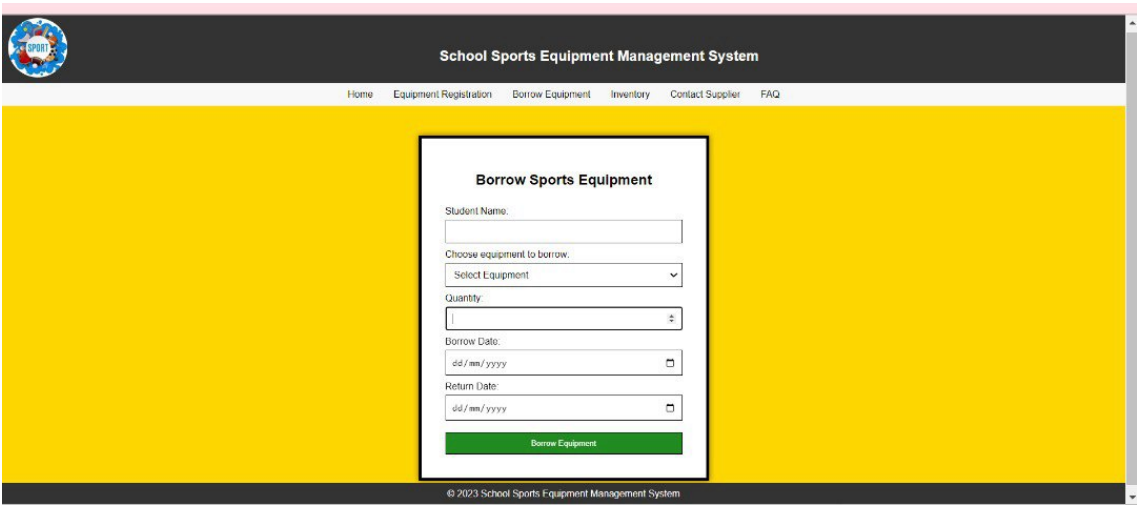 SPORT
School Sports Equipment Management System
Home Equipment Registration Borrow Equipment Inventory Contact Supplier FAQ
Borrow Sports Equipment
Student Name:
Choose equipment to borrow:
Select Equipment
Quantity:
Borrow Date:
dd/mm/yyyy
Return Date:
dd/mm/yyyy
Borrow Equipment
© 2023 School Sports Equipment Management System